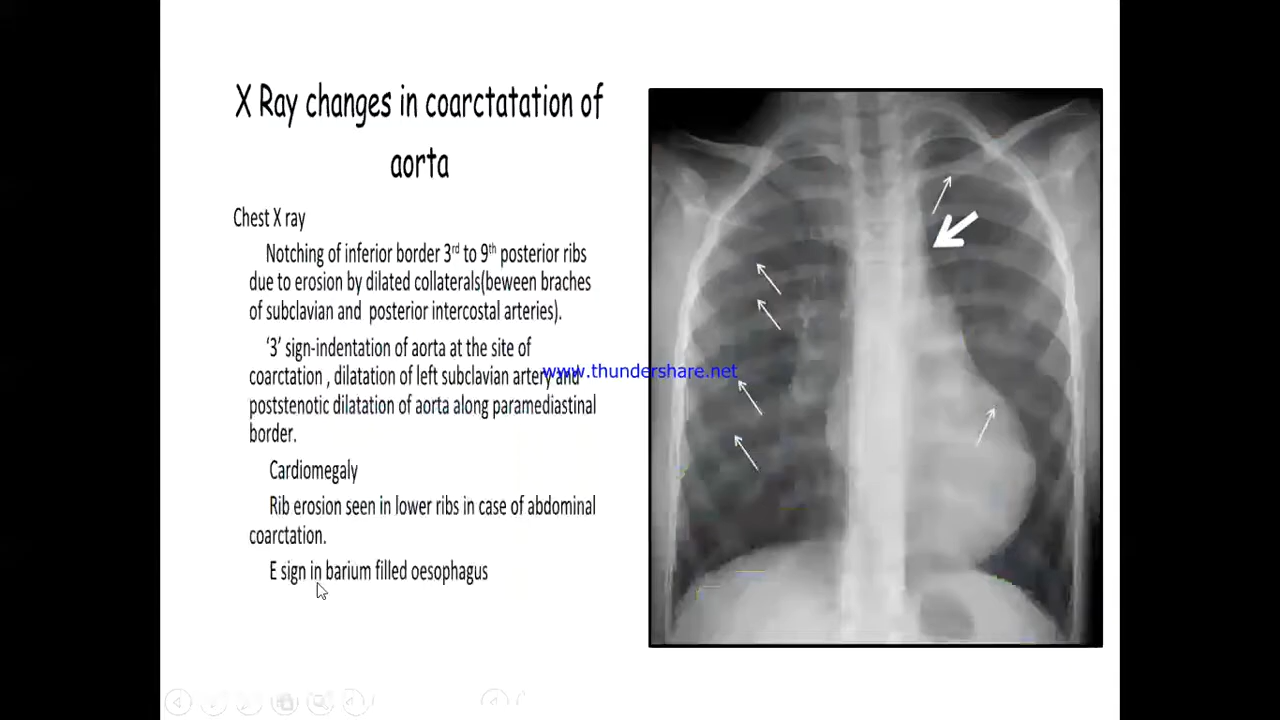 X Ray changes in coarctatation of
aorta
Chest X ray
Notching of inferior border 3rd to 9th posterior ribs
due to erosion by dilated collaterals(beween braches
of subclavian and posterior intercostal arteries).
‘3’ sign-indentation of aorta at the site of
coarctation , dilatation of left subclavian artery and
poststenotic dilatation of aorta along paramediastinal
border.
Cardiomegaly
Rib erosion seen in lower ribs in case of abdominal
coarctation.
E sign in barium filled oesophagus
www.thundershare.net